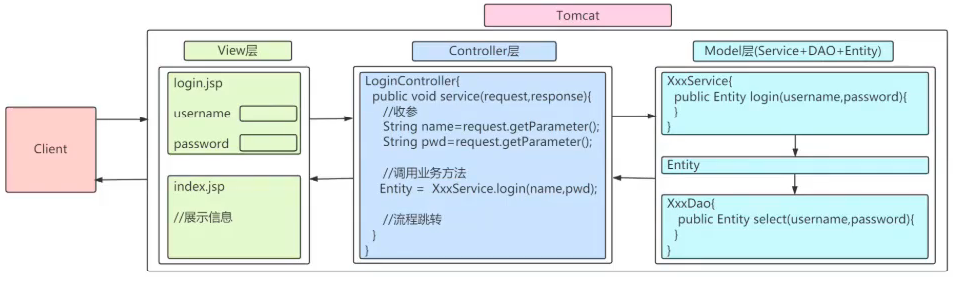 Tomcat
View层
Controller层
Model层(Service+DAO+Entity)
Client
login.jsp
username
password
index.jsp
//展示信息
LoginController{
public void service(request,response){
//收参
String name=request.getParameter();
String pwd=request.getParameter();
//调用业务方法
Entity = XxxService.login(name,pwd);
//流程跳转
}
}
XxxService{
public Entity login(username,password){
}
}
Entity
XxxDao{
public Entity select(username,password){
}
}